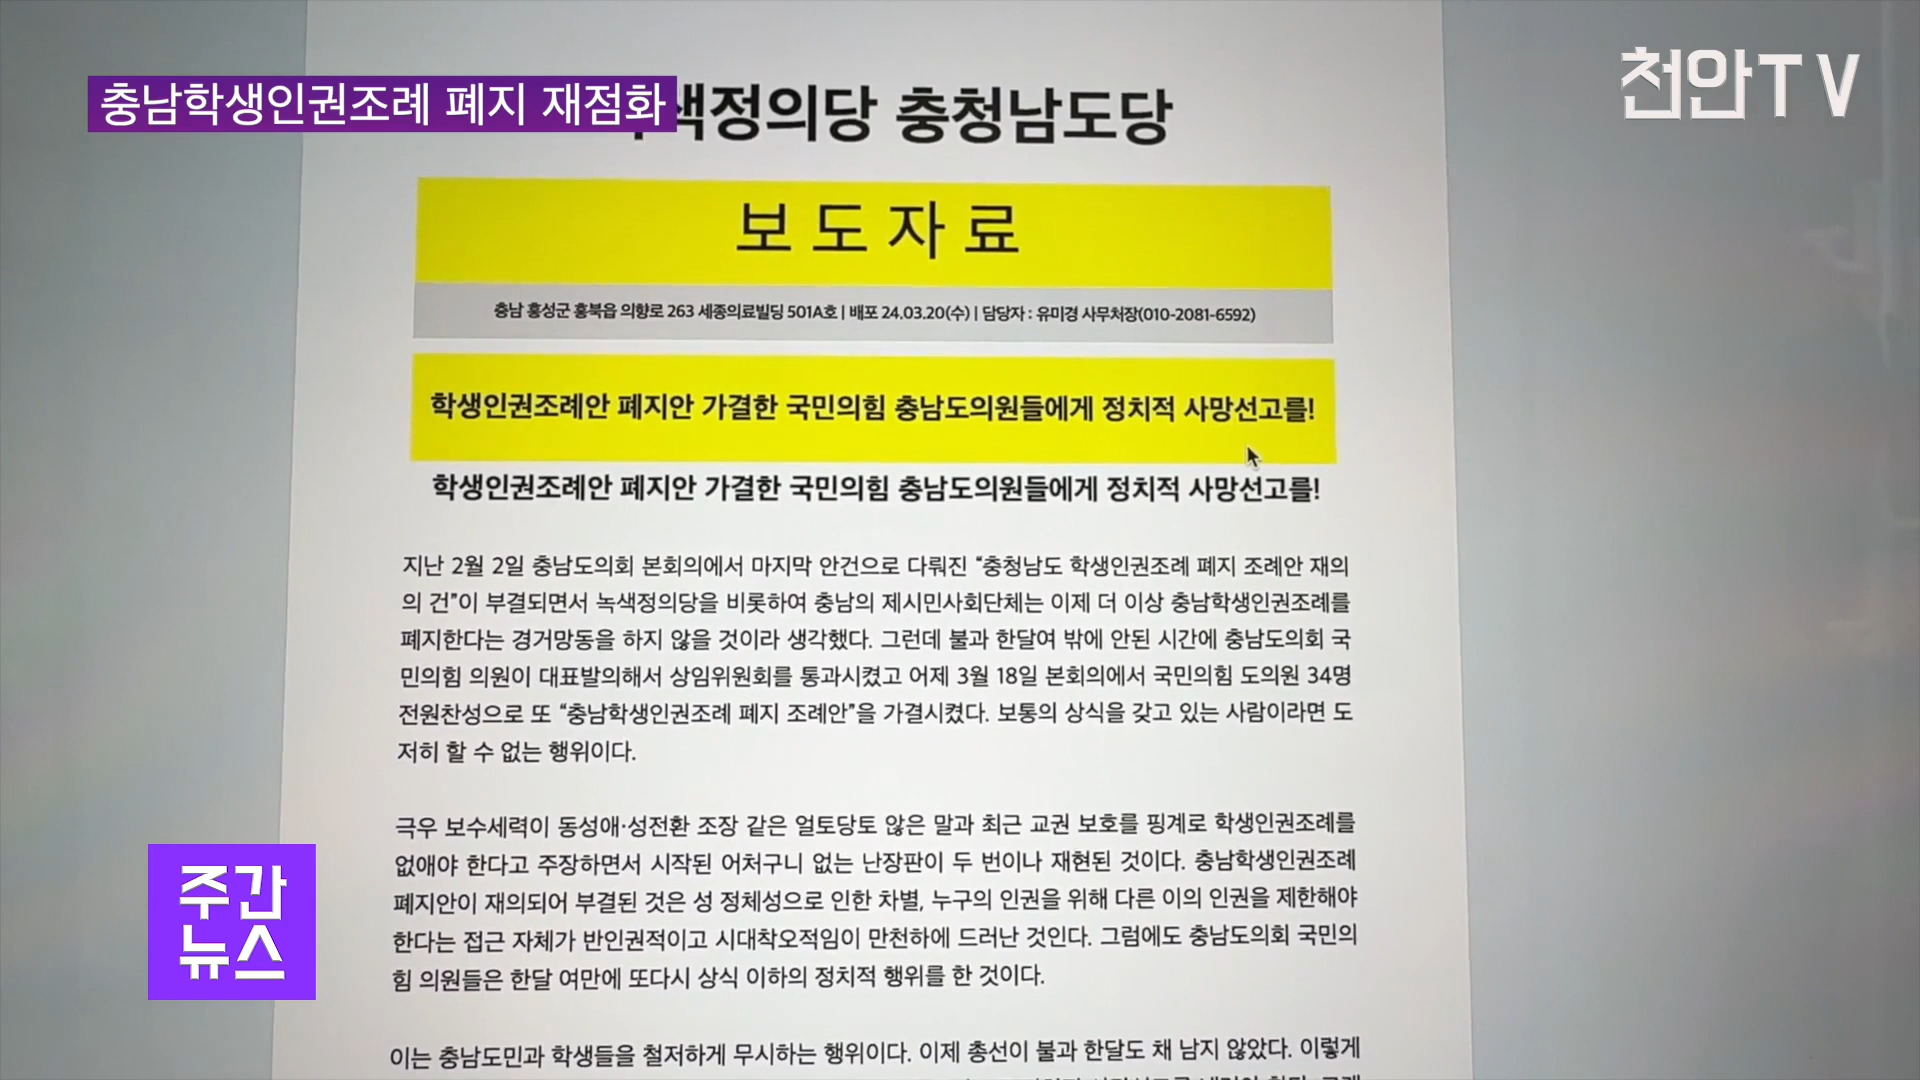 충남학생인권조례 폐지 재점화
천안TV
색정의당 충청남도당
보도자료
충남 홍성군 홍북읍 의향로 263 세종의료빌딩 501A호 | 배포 24.03.20(수) | 담당자 : 유미경 사무처장(010-2081-6592)
학생인권조례안 폐지안 가결한 국민의힘 충남도의원들에게 정치적 사망선고를!
학생인권조례안 폐지안 가결한 국민의힘 충남도의원들에게 정치적 사망선고를!
지난 2월 2일 충남도의회 본회의에서 마지막 안건으로 다뤄진 “충청남도 학생인권조례 폐지 조례안 재의
의 건”이 부결되면서 녹색정의당을 비롯하여 충남의 제시민사회단체는 이제 더 이상 충남학생인권조례를
폐지한다는 경거망동을 하지 않을 것이라 생각했다. 그런데 불과 한달여 밖에 안된 시간에 충남도의회 국
민의힘 의원이 대표발의해서 상임위원회를 통과시켰고 어제 3월 18일 본회의에서 국민의힘 도의원 34명
전원찬성으로 또 “충남학생인권조례 폐지 조례안”을 가결시켰다. 보통의 상식을 갖고 있는 사람이라면 도
저히 할 수 없는 행위이다.
극우 보수세력이 동성애·성전환 조장 같은 얼토당토 않은 말과 최근 교권 보호를 핑계로 학생인권조례를
없애야 한다고 주장하면서 시작된 어처구니 없는 난장판이 두 번이나 재현된 것이다. 충남학생인권조례
폐지안이 재의되어 부결된 것은 성 정체성으로 인한 차별, 누구의 인권을 위해 다른 이의 인권을 제한해야
한다는 접근 자체가 반인권적이고 시대착오적임이 만천하에 드러난 것인다. 그럼에도 충남도의회 국민의
힘 의원들은 한달 여만에 또다시 상식 이하의 정치적 행위를 한 것이다.
주간
뉴스
이는 충남도민과 학생들을 철저하게 무시하는 행위이다. 이제 총선이 불과 한달도 채 남지 않았다. 이렇게